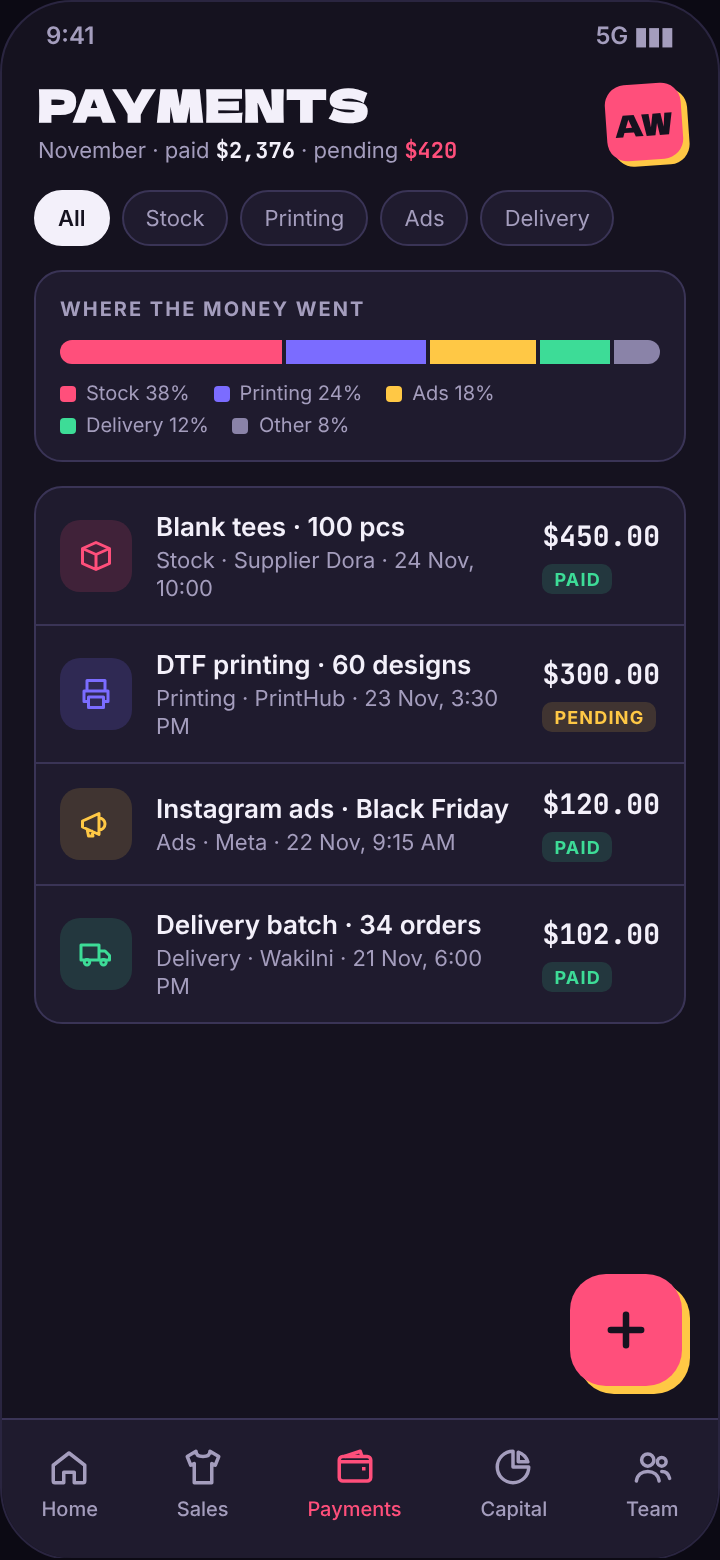 9:41 5G
PAYMENTS
AW
November · paid $2,376 · pending $420
All Stock Printing Ads Delivery
WHERE THE MONEY WENT
Stock 38% Printing 24% Ads 18%
Delivery 12% Other 8%
Blank tees · 100 pcs
Stock · Supplier Dora · 24 Nov,
10:00
$450.00
PAID
DTF printing · 60 designs
Printing · PrintHub · 23 Nov, 3:30
PM
$300.00
PENDING
Instagram ads · Black Friday
Ads · Meta · 22 Nov, 9:15 AM
$120.00
PAID
Delivery batch · 34 orders
Delivery · Wakilni · 21 Nov, 6:00
PM
$102.00
PAID
+
Home Sales Payments Capital Team